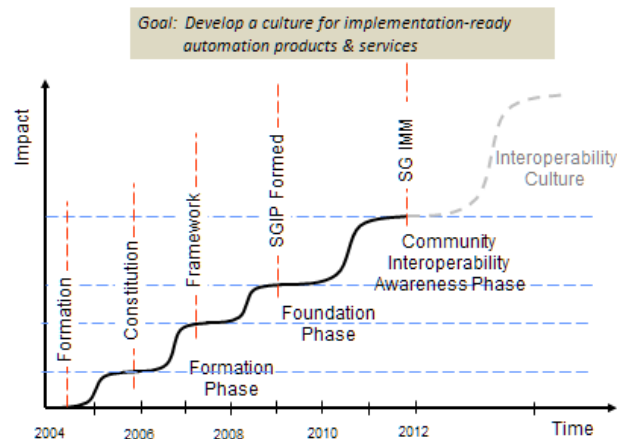 Goal: Develop a culture for implementation-ready
automation products & services
Impact
Formation
Constitution
Framework
SGIP Formed
SG IMM
Interoperability
Culture
Community
Interoperability
Awareness Phase
Foundation
Phase
Formation
Phase
2004
2006
2008
2010
2012
Time